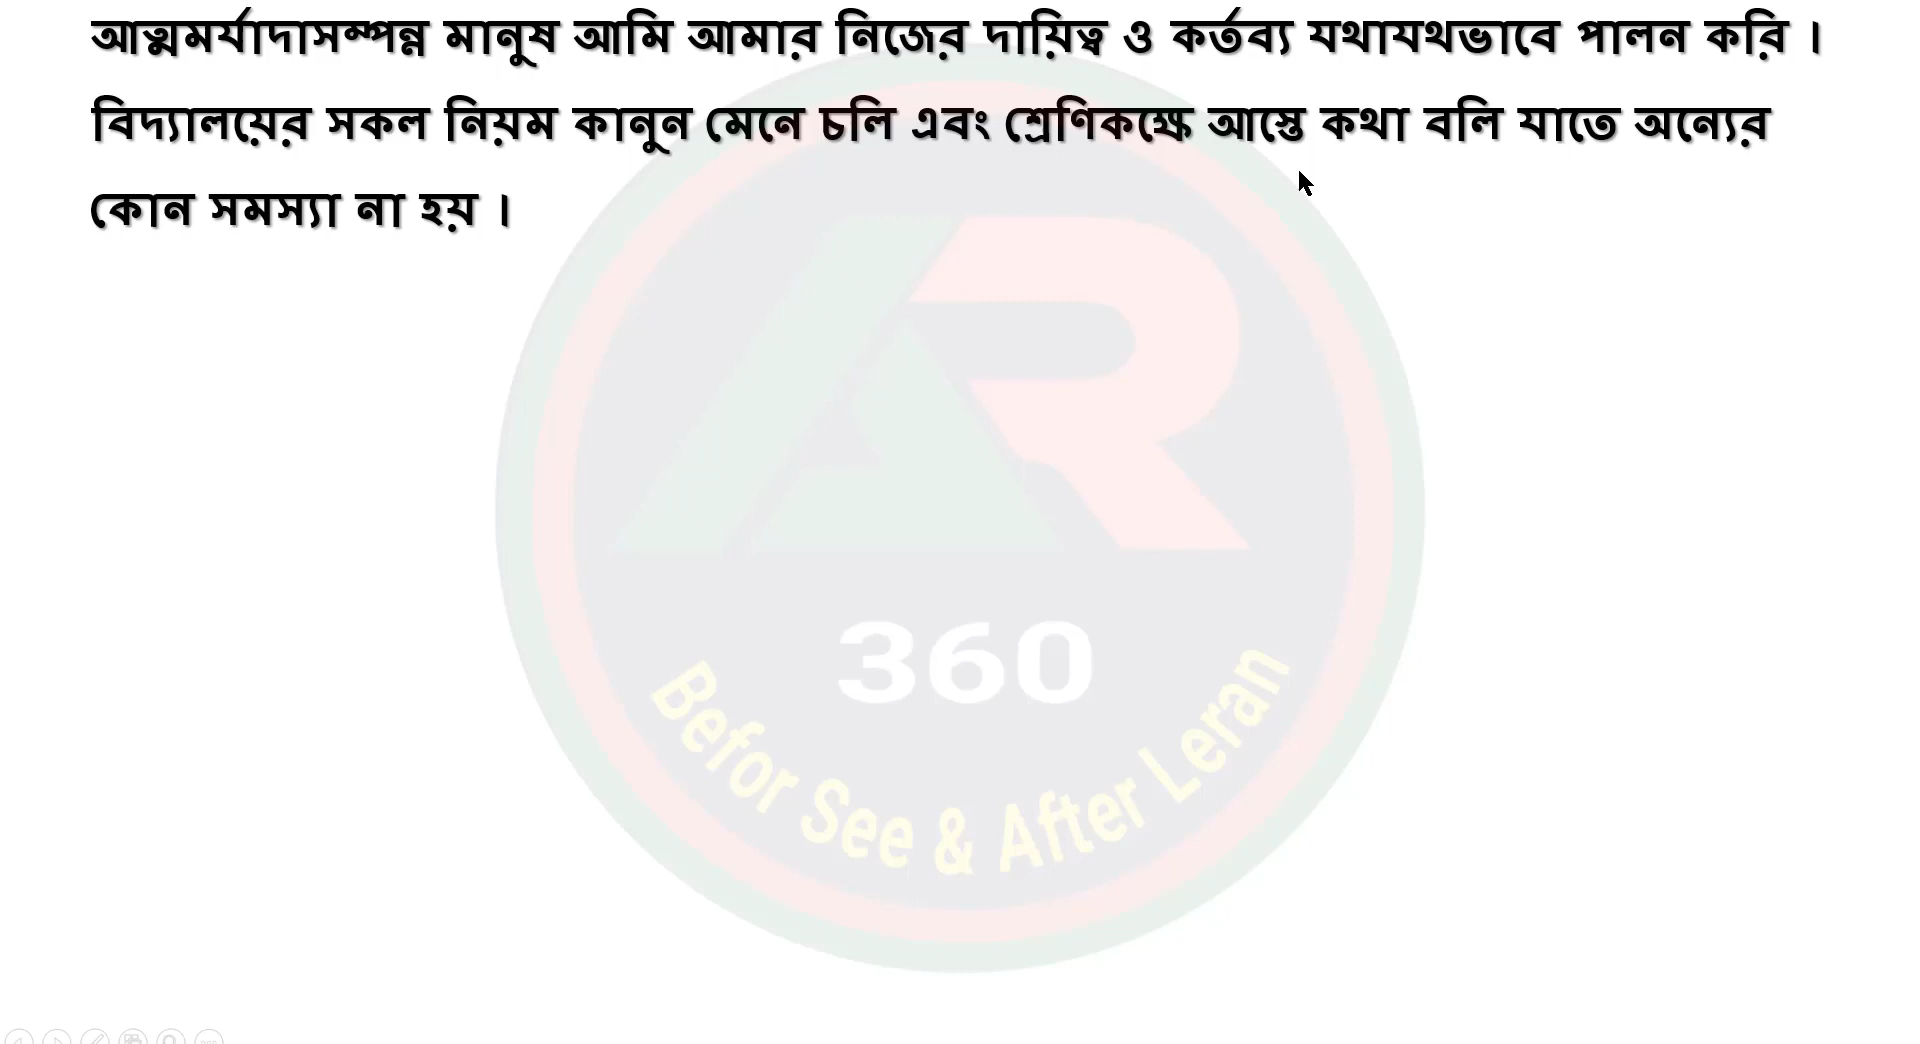 আত্মমর্যাদাসম্পন্ন মানুষ আমি আমার নিজের দায়িত্ব ও কর্তব্য যথাযথভাবে পালন করি ।
বিদ্যালয়ের সকল নিয়ম কানুন মেনে চলি এবং শ্রেণিকক্ষে আস্তে কথা বলি যাতে অন্যের
কোন সমস্যা না হয় ।
AR
360
Befor See & After Leran